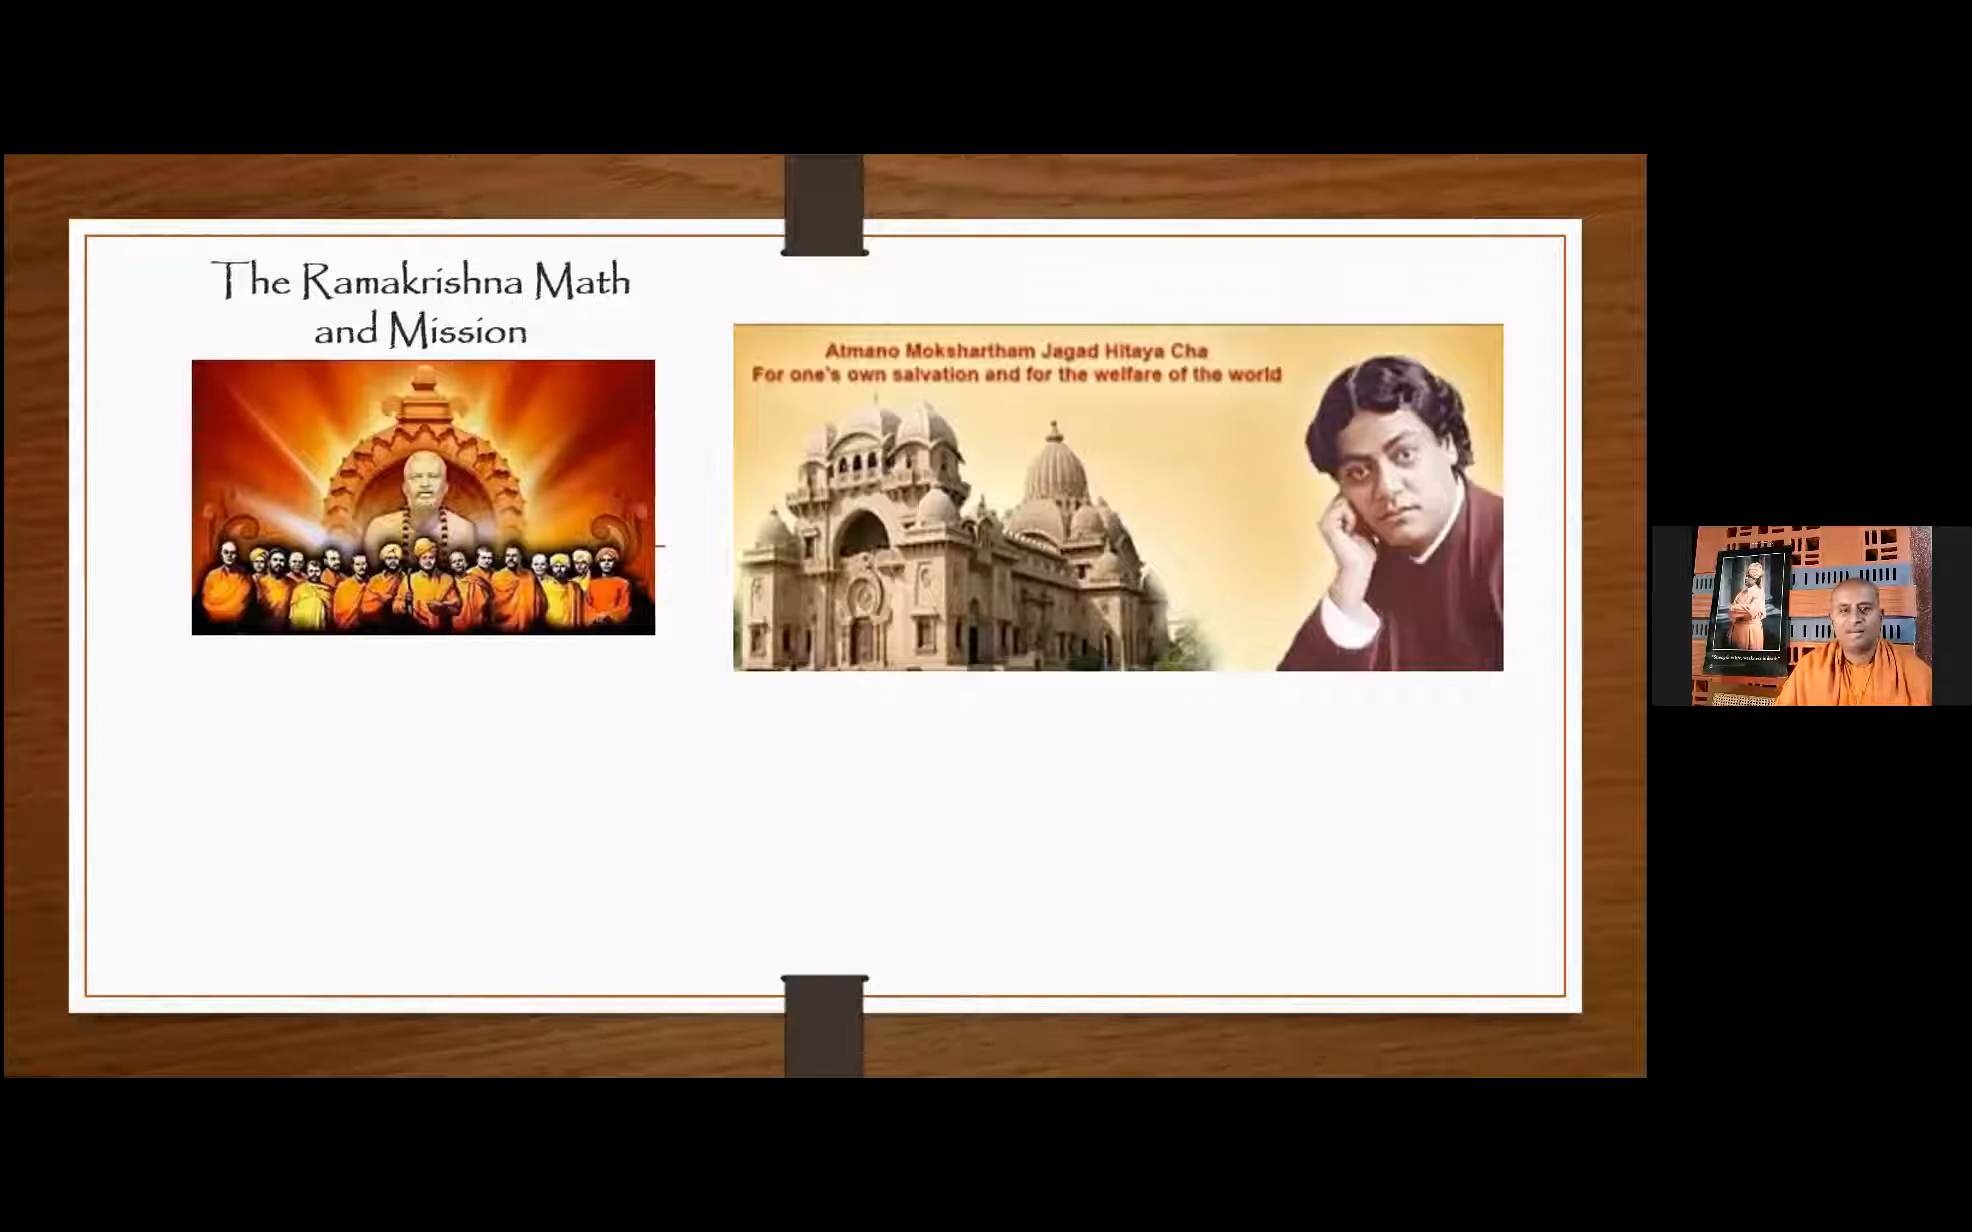 The Ramakrishna Math
and Mission
Atmano Mokshartham Jagad Hitaya Cha
For one's own salvation and for the welfare of the world